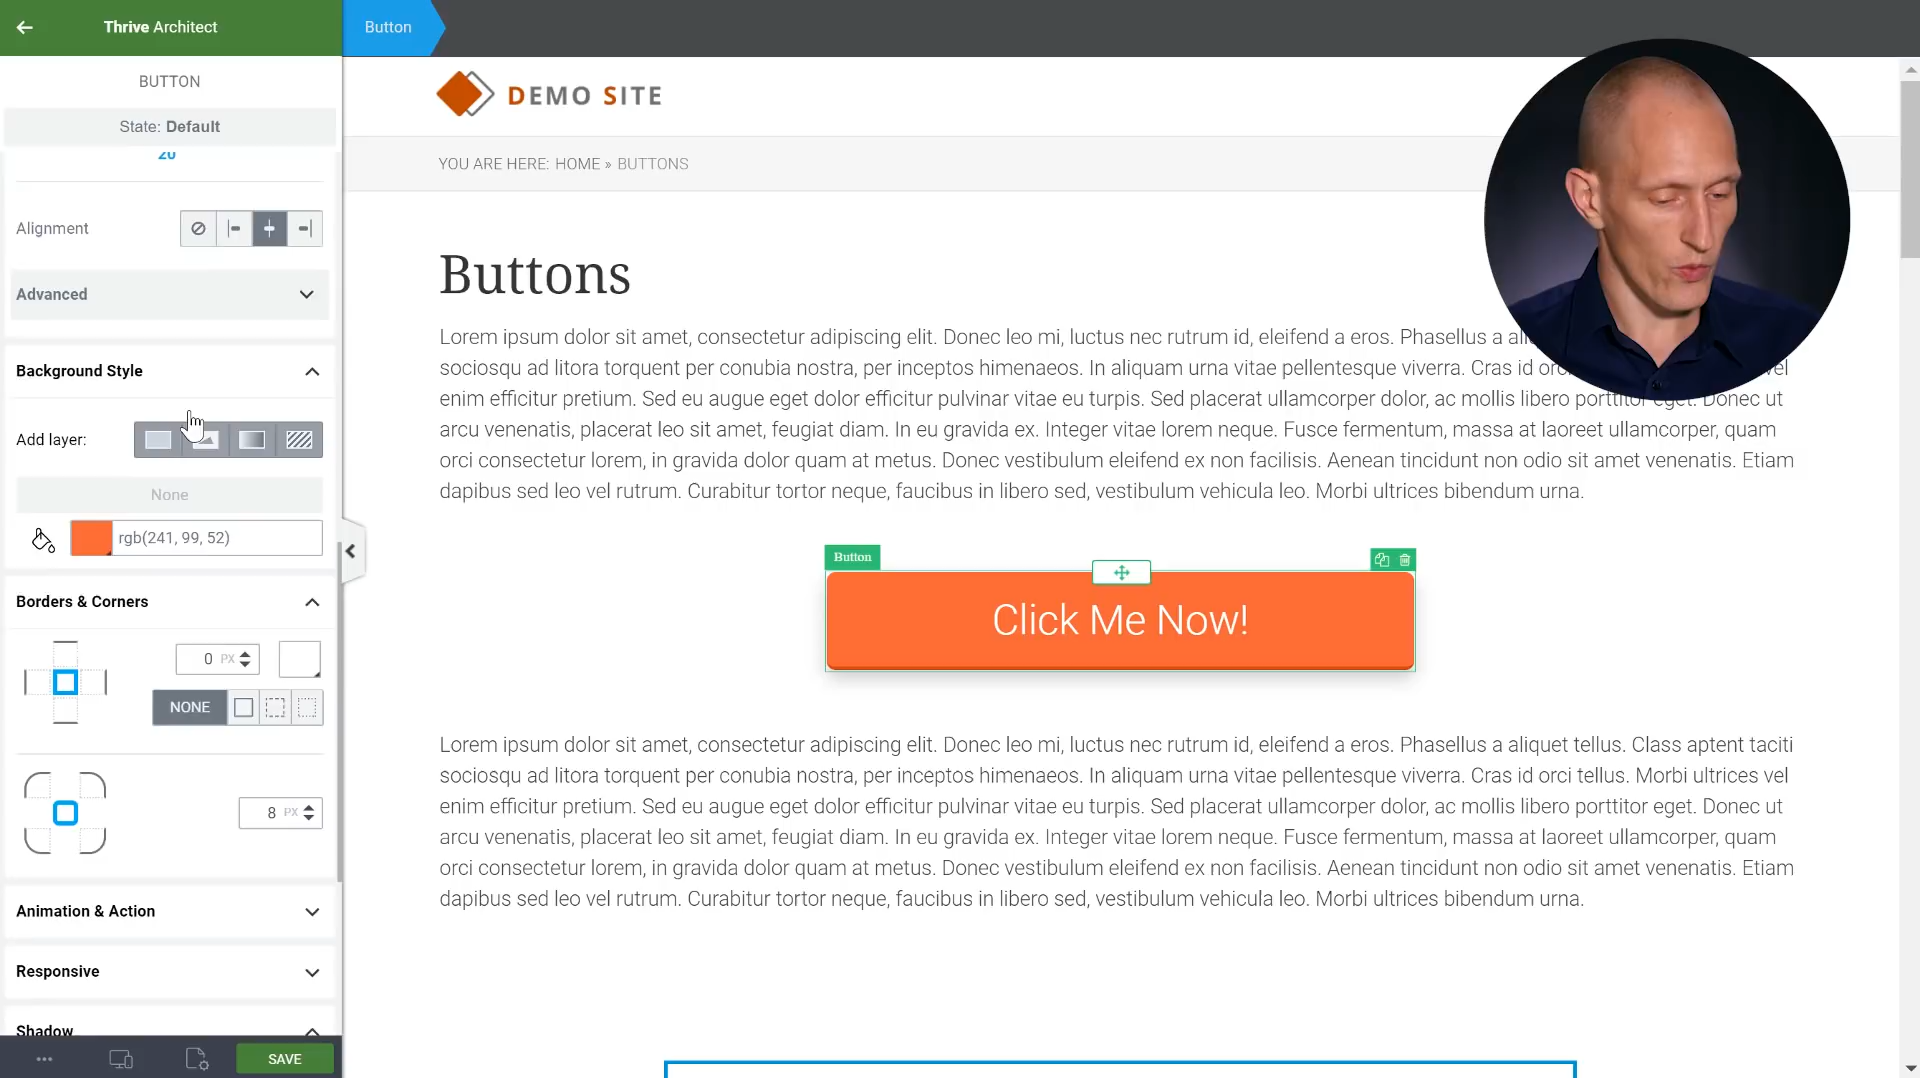 Thrive Architect
Button
BUTTON
State: Default
20
Alignment
Advanced
Background Style
Add layer:
None
rgb(241, 99, 52)
Borders & Corners
0 PX
NONE
8 PX
Animation & Action
Responsive
Shadow
SAVE
DEMO SITE
YOU ARE HERE: HOME » BUTTONS
Buttons
Lorem ipsum dolor sit amet, consectetur adipiscing elit. Donec leo mi, luctus nec rutrum id, eleifend a eros. Phasellus a
sociosqu ad litora torquent per conubia nostra, per inceptos himenaeos. In aliquam urna vitae pellentesque viverra. Cras id vel
enim efficitur pretium. Sed eu augue eget dolor efficitur pulvinar vitae eu turpis. Sed placerat ullamcorper dolor, ac mollis libero porttitor eget. Donec ut
arcu venenatis, placerat leo sit amet, feugiat diam. In eu gravida ex. Integer vitae lorem neque. Fusce fermentum, massa at laoreet ullamcorper, quam
orci consectetur lorem, in gravida dolor quam at metus. Donec vestibulum eleifend ex non facilisis. Aenean tincidunt non odio sit amet venenatis. Etiam
dapibus sed leo vel rutrum. Curabitur tortor neque, faucibus in libero sed, vestibulum vehicula leo. Morbi ultrices bibendum urna.
Button
Click Me Now!
Lorem ipsum dolor sit amet, consectetur adipiscing elit. Donec leo mi, luctus nec rutrum id, eleifend a eros. Phasellus a aliquet tellus. Class aptent taciti
sociosqu ad litora torquent per conubia nostra, per inceptos himenaeos. In aliquam urna vitae pellentesque viverra. Cras id orci tellus. Morbi ultrices vel
enim efficitur pretium. Sed eu augue eget dolor efficitur pulvinar vitae eu turpis. Sed placerat ullamcorper dolor, ac mollis libero porttitor eget. Donec ut
arcu venenatis, placerat leo sit amet, feugiat diam. In eu gravida ex. Integer vitae lorem neque. Fusce fermentum, massa at laoreet ullamcorper, quam
orci consectetur lorem, in gravida dolor quam at metus. Donec vestibulum eleifend ex non facilisis. Aenean tincidunt non odio sit amet venenatis. Etiam
dapibus sed leo vel rutrum. Curabitur tortor neque, faucibus in libero sed, vestibulum vehicula leo. Morbi ultrices bibendum urna.